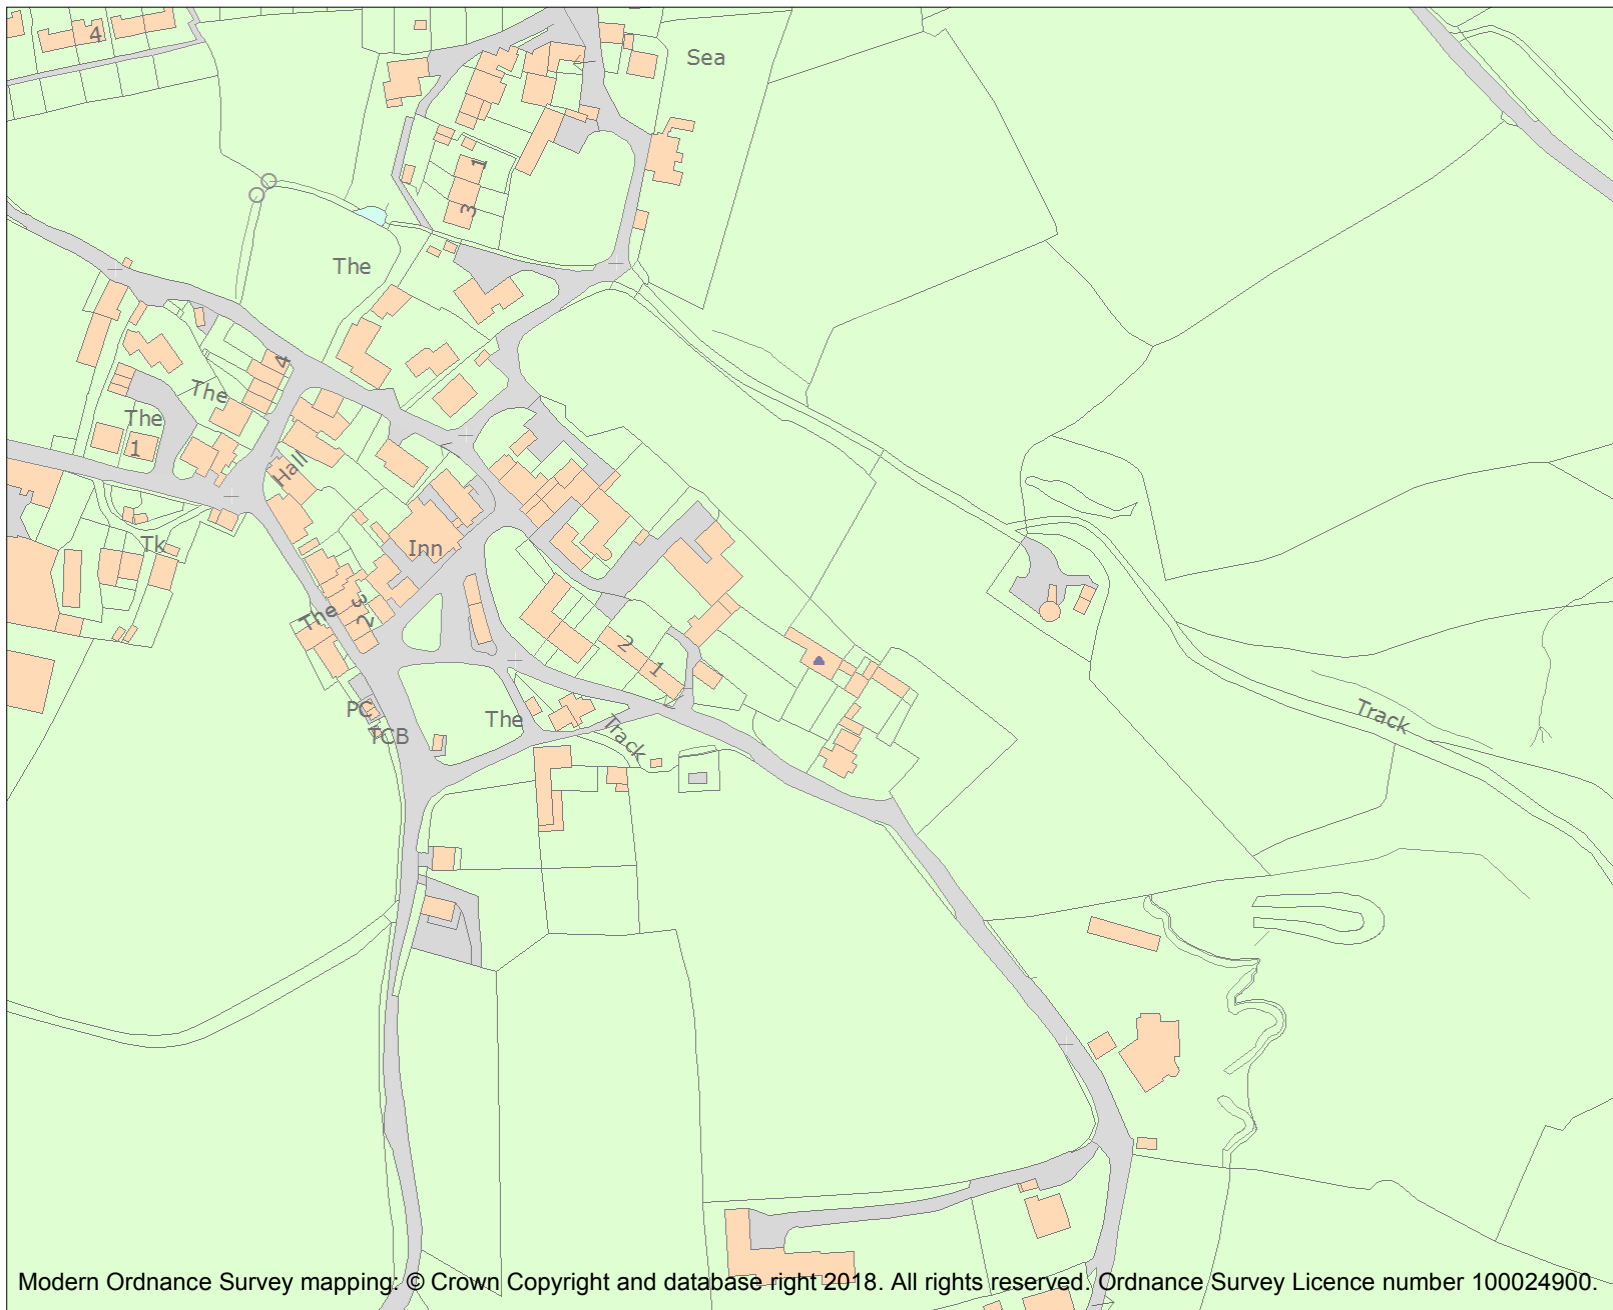 4
Sea
1
3
The
4
The
The
1
Hall
Inn
Tk
3
The
2
2
1
PC
The
TCB
Track
Track
Modern Ordnance Survey mapping: © Crown Copyright and database right 2018. All rights reserved. Ordnance Survey Licence number 100024900.